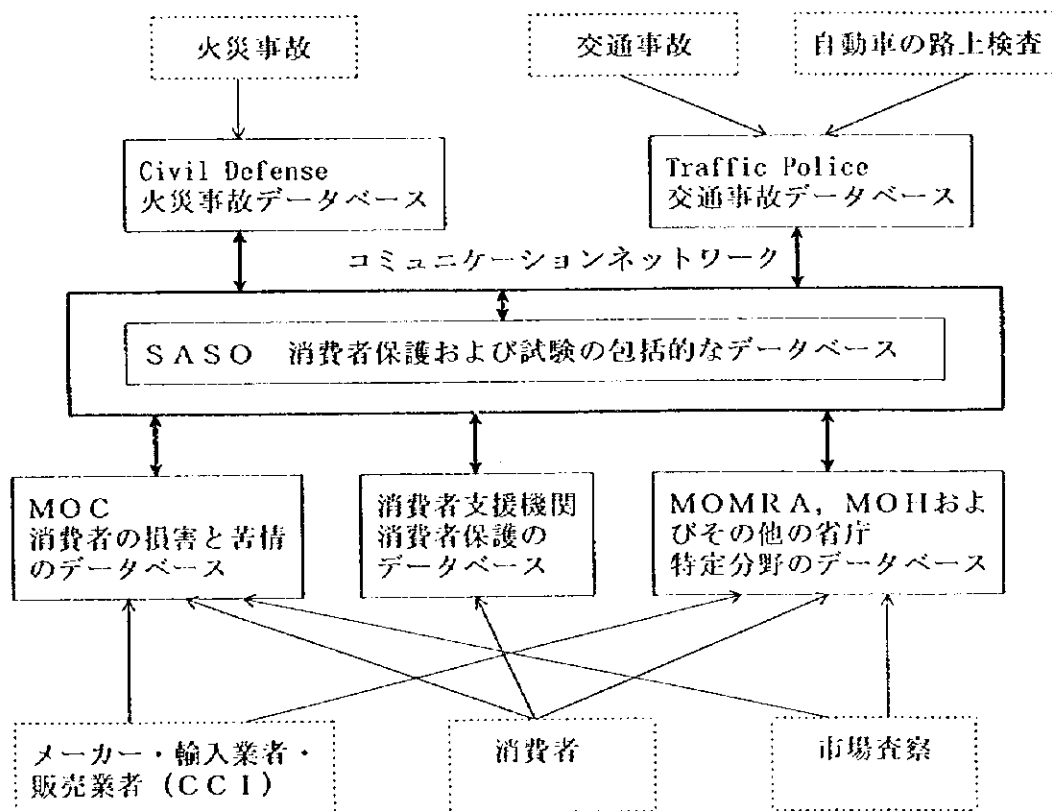 火災事故
交通事故
自動車の路上検査
Civil Defense
火災事故データベース
Traffic Police
交通事故データベース
コミュニケーションネットワーク
SASO 消費者保護および試験の包括的なデータベース
MOC
消費者の損害と苦情
のデータベース
消費者支援機関
消費者保護の
データベース
MOMRA, MOHおよ
びその他の省庁
特定分野のデータベース
メーカー・輸入業者・
販売業者(CCI)
消費者
市場査察